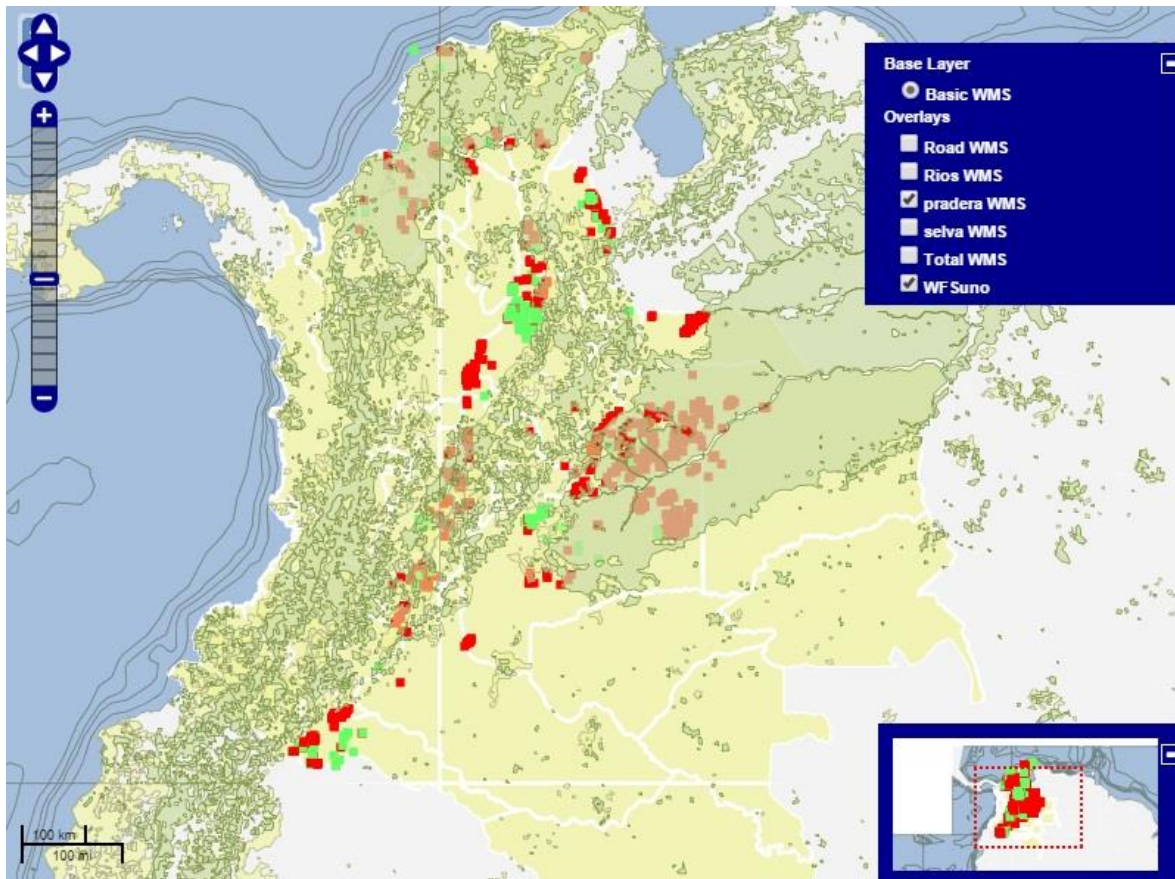 Base Layer
Basic WMS
Overlays
Road WMS
Rios WMS
pradera WMS
selva WMS
Total WMS
WFSuno
100 km
100 mi